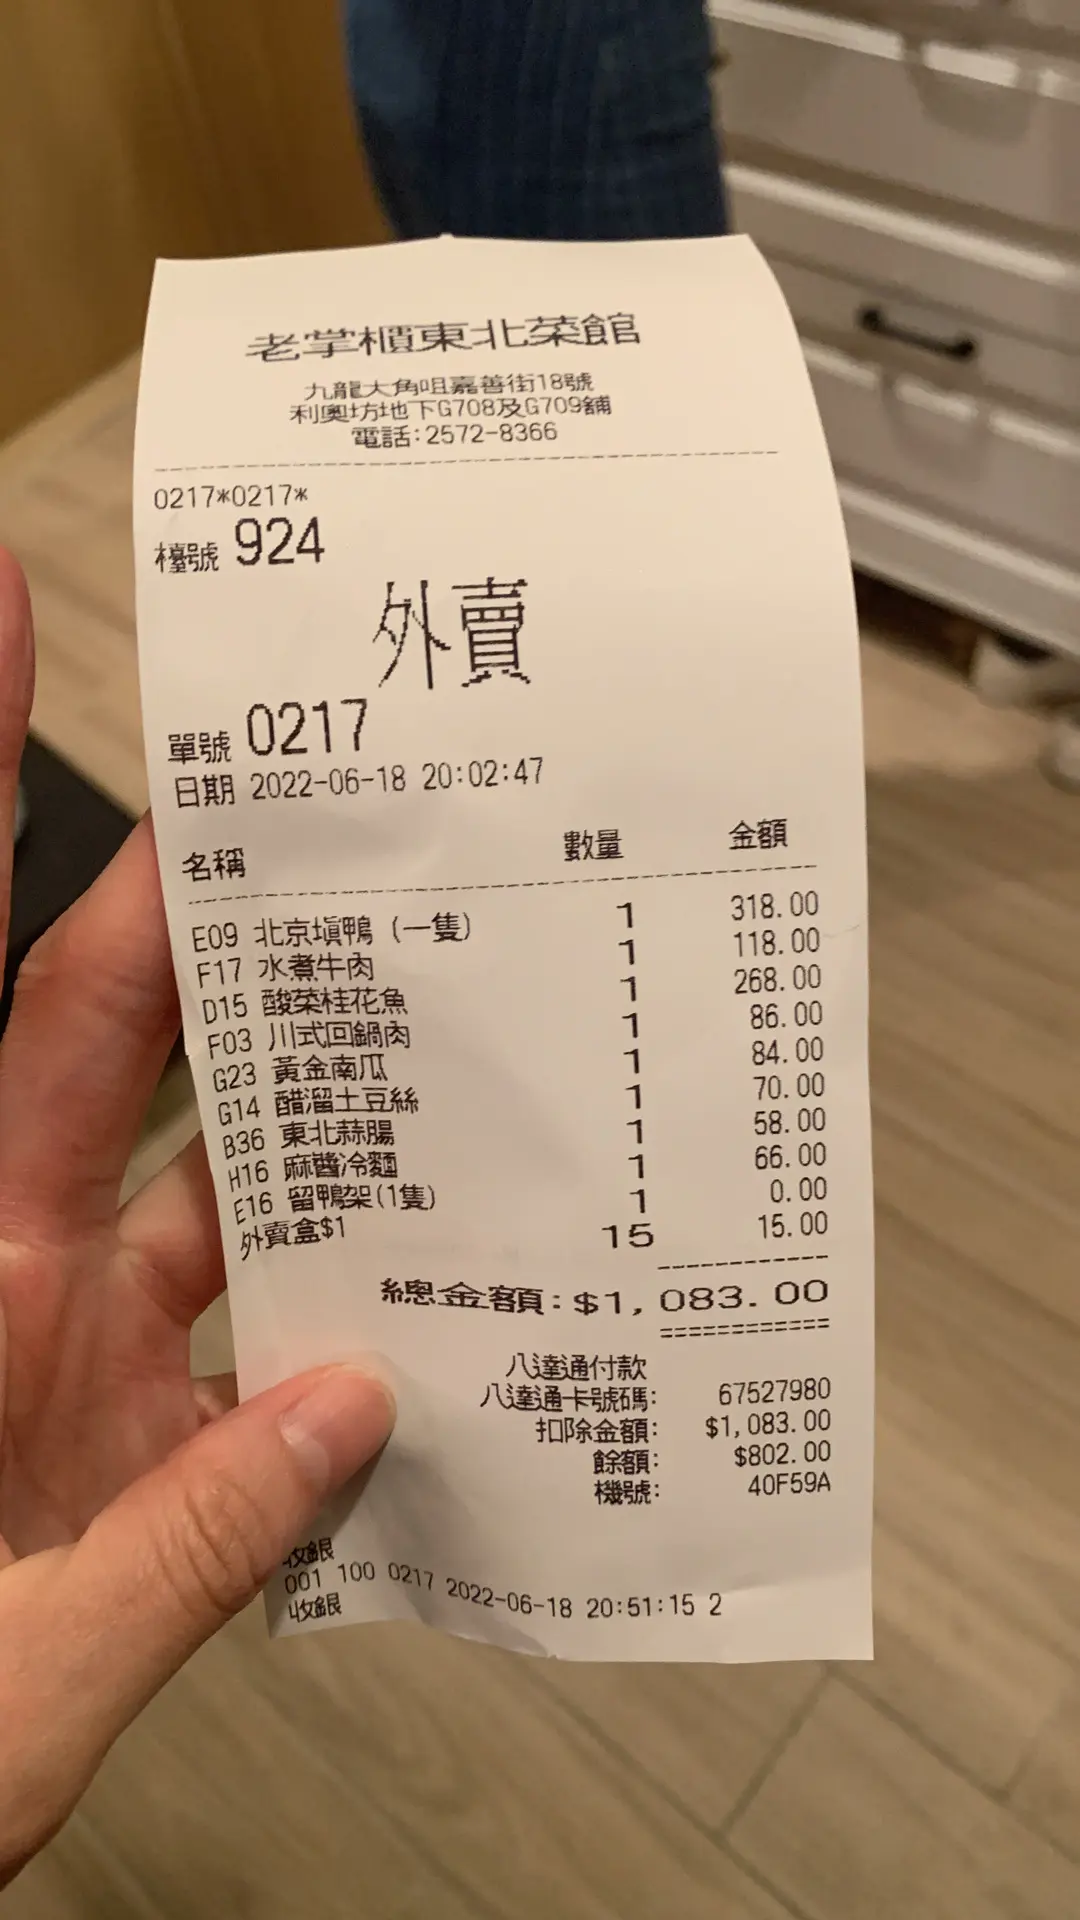 老掌櫃東北菜館
九龍大角咀嘉善街18號
利奧坊地下G708及G709舖
電話:2572-8366
0217*0217*
檯號 924
外賣
單號 0217
日期 2022-06-18 20:02:47
名稱 數量 金額
E09 北京塡鴨 (一隻) 1 318.00
F17 水煮牛肉 1 118.00
D15 酸菜桂花魚 1 268.00
F03 川式回鍋肉 1 86.00
G23 黃金南瓜 1 84.00
G14 醋溜土豆絲 1 70.00
B36 東北蒜腸 1 58.00
H16 麻醬冷麵 1 66.00
E16 留鴨架(1隻) 1 0.00
外賣盒$1 15 15.00
總金額:$1,083.00
八達通付款
八達通卡號碼: 67527980
扣除金額: $1,083.00
餘額: $802.00
機號: 40F59A
收銀
001 100 0217 2022-06-18 20:51:15 2
收銀